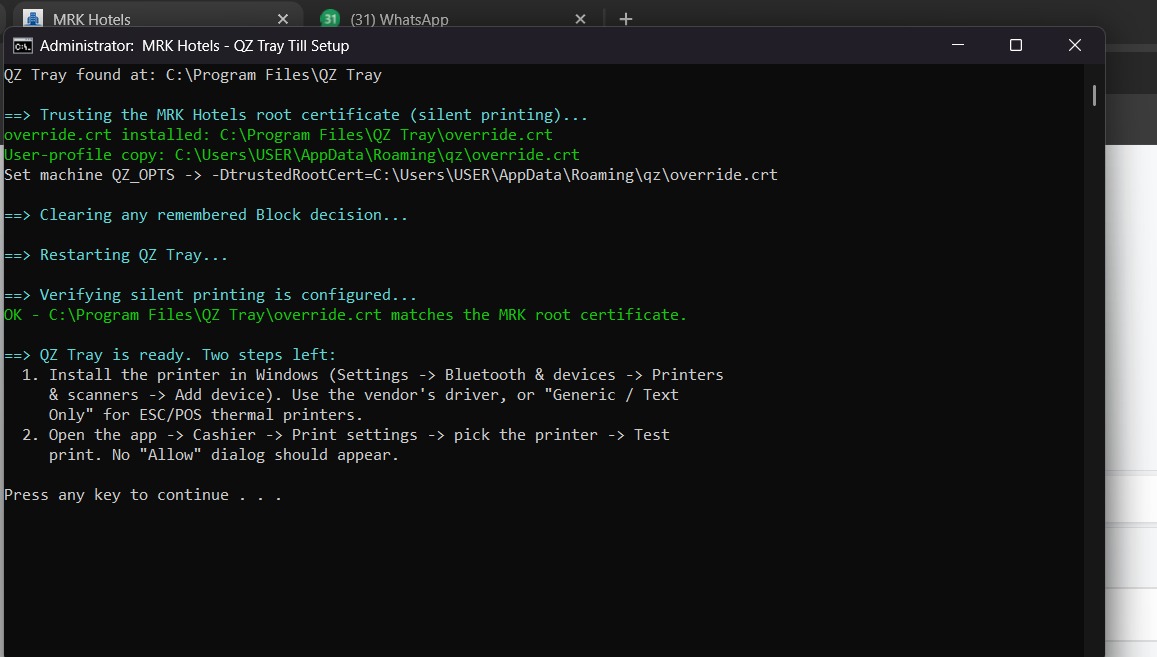 MRK Hotels
31 (31) WhatsApp
Administrator: MRK Hotels - QZ Tray Till Setup
QZ Tray found at: C:\Program Files\QZ Tray
==> Trusting the MRK Hotels root certificate (silent printing)...
override.crt installed: C:\Program Files\QZ Tray\override.crt
User-profile copy: C:\Users\USER\AppData\Roaming\qz\override.crt
Set machine QZ_OPTS -> -DtrustedRootCert=C:\Users\USER\AppData\Roaming\qz\override.crt
==> Clearing any remembered Block decision...
==> Restarting QZ Tray...
==> Verifying silent printing is configured...
OK - C:\Program Files\QZ Tray\override.crt matches the MRK root certificate.
==> QZ Tray is ready. Two steps left:
1. Install the printer in Windows (Settings -> Bluetooth & devices -> Printers
& scanners -> Add device). Use the vendor's driver, or "Generic / Text
Only" for ESC/POS thermal printers.
2. Open the app -> Cashier -> Print settings -> pick the printer -> Test
print. No "Allow" dialog should appear.
Press any key to continue . . .